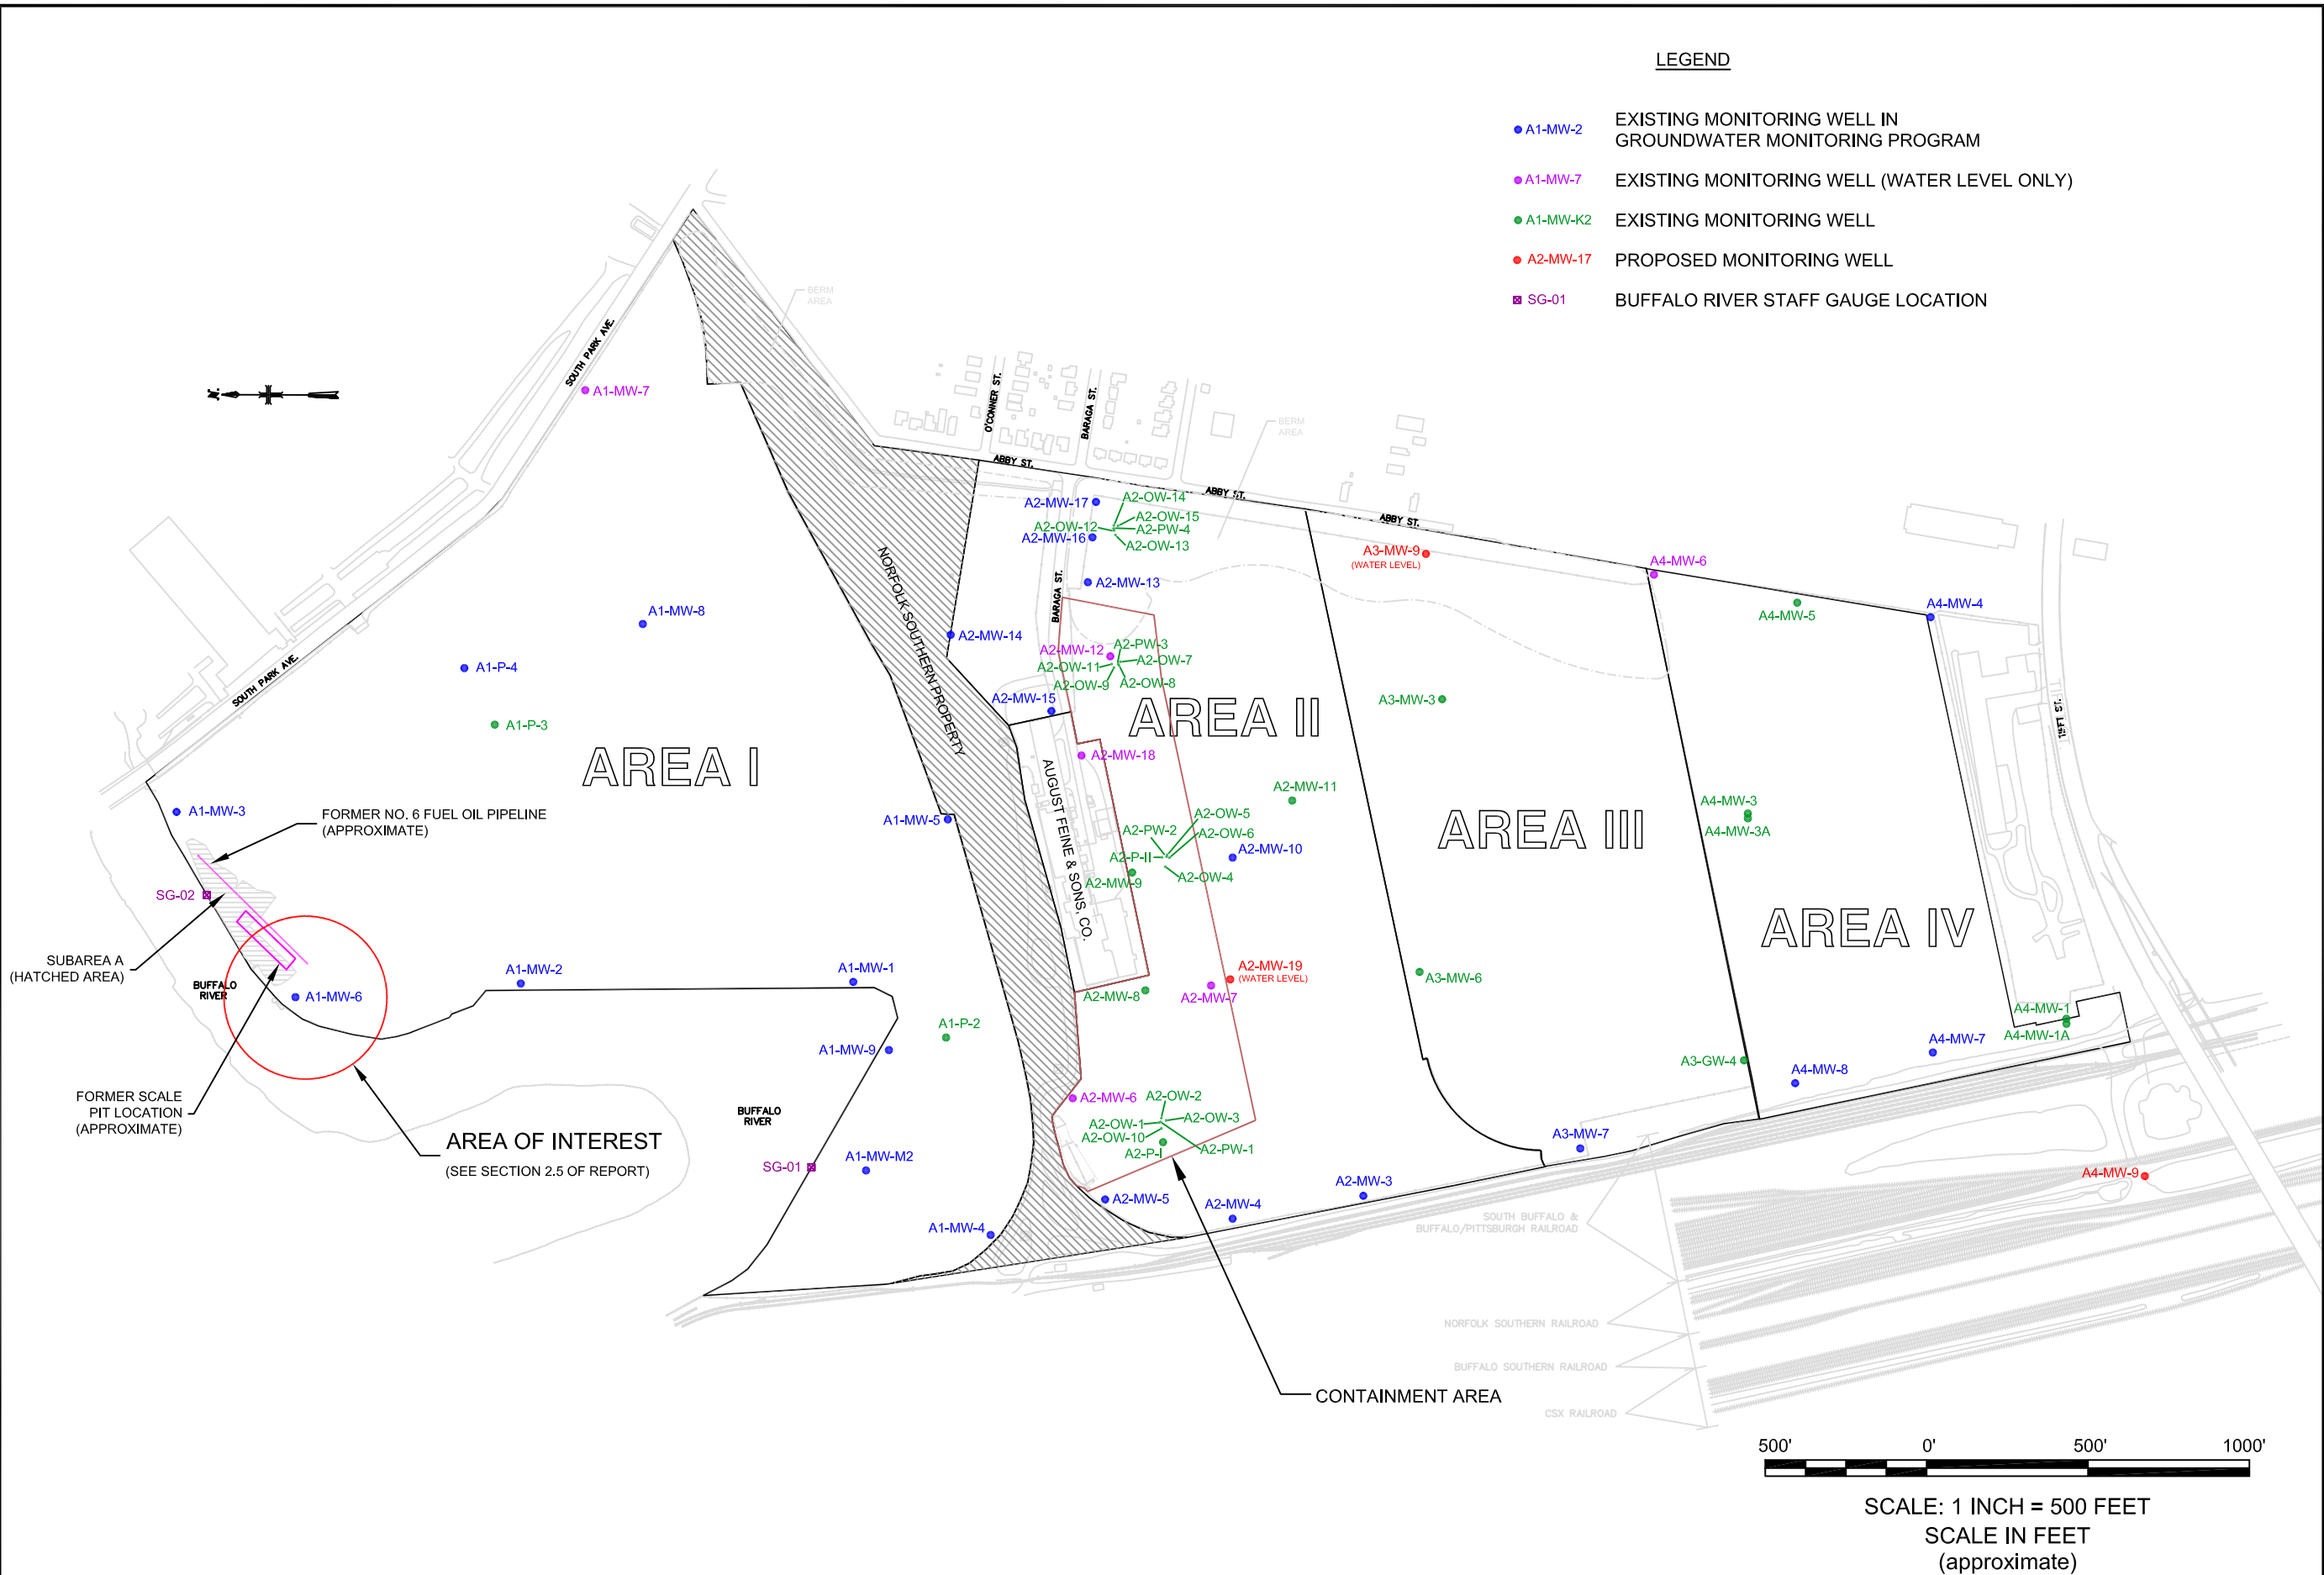 LEGEND
A1-MW-2 EXISTING MONITORING WELL IN
GROUNDWATER MONITORING PROGRAM
A1-MW-7 EXISTING MONITORING WELL (WATER LEVEL ONLY)
A1-MW-K2 EXISTING MONITORING WELL
A2-MW-17 PROPOSED MONITORING WELL
SG-01 BUFFALO RIVER STAFF GAUGE LOCATION
BERM
AREA
SOUTH PARK AVE.
A1-MW-7
O'CONNER ST.
BARAGA ST.
BERM
AREA
ABBY ST.
ABBY ST.
ABBY ST.
A2-MW-17
A2-OW-14
A2-OW-15
A2-OW-12
A2-PW-4
A2-MW-16
A2-OW-13
A3-MW-9
(WATER LEVEL)
A4-MW-6
A2-MW-13
BARAGA ST.
A4-MW-5
A4-MW-4
A1-MW-8
NORFOLK SOUTHERN PROPERTY
A2-MW-14
A2-PW-3
A2-MW-12
A2-OW-7
A2-OW-11
A2-OW-9
A2-OW-8
A1-P-4
SOUTH PARK AVE.
A2-MW-15
A3-MW-3
TIFFT ST.
A1-P-3
AREA I
AREA II
A2-MW-18
AUGUST FEINE & SONS, CO.
A2-MW-11
A1-MW-3
FORMER NO. 6 FUEL OIL PIPELINE
(APPROXIMATE)
A1-MW-5
A2-OW-5
A2-PW-2
A2-OW-6
A2-P-II
A2-MW-10
A2-MW-9
A2-OW-4
AREA III
A4-MW-3
A4-MW-3A
SG-02
AREA IV
SUBAREA A
(HATCHED AREA)
BUFFALO
RIVER
A1-MW-6
A1-MW-2
A1-MW-1
A2-MW-8
A2-MW-7
A2-MW-19
(WATER LEVEL)
A3-MW-6
A4-MW-1
A4-MW-1A
A1-P-2
A1-MW-9
A3-GW-4
A4-MW-7
A4-MW-8
FORMER SCALE
PIT LOCATION
(APPROXIMATE)
BUFFALO
RIVER
A2-MW-6
A2-OW-2
A2-OW-1
A2-OW-3
A2-OW-10
A2-P-I
A2-PW-1
AREA OF INTEREST
(SEE SECTION 2.5 OF REPORT)
SG-01
A1-MW-M2
A3-MW-7
A4-MW-9
A2-MW-5
A2-MW-4
A2-MW-3
A1-MW-4
SOUTH BUFFALO &
BUFFALO/PITTSBURGH RAILROAD
NORFOLK SOUTHERN RAILROAD
BUFFALO SOUTHERN RAILROAD
CONTAINMENT AREA
CSX RAILROAD
500' 0' 500' 1000'
SCALE: 1 INCH = 500 FEET
SCALE IN FEET
(approximate)